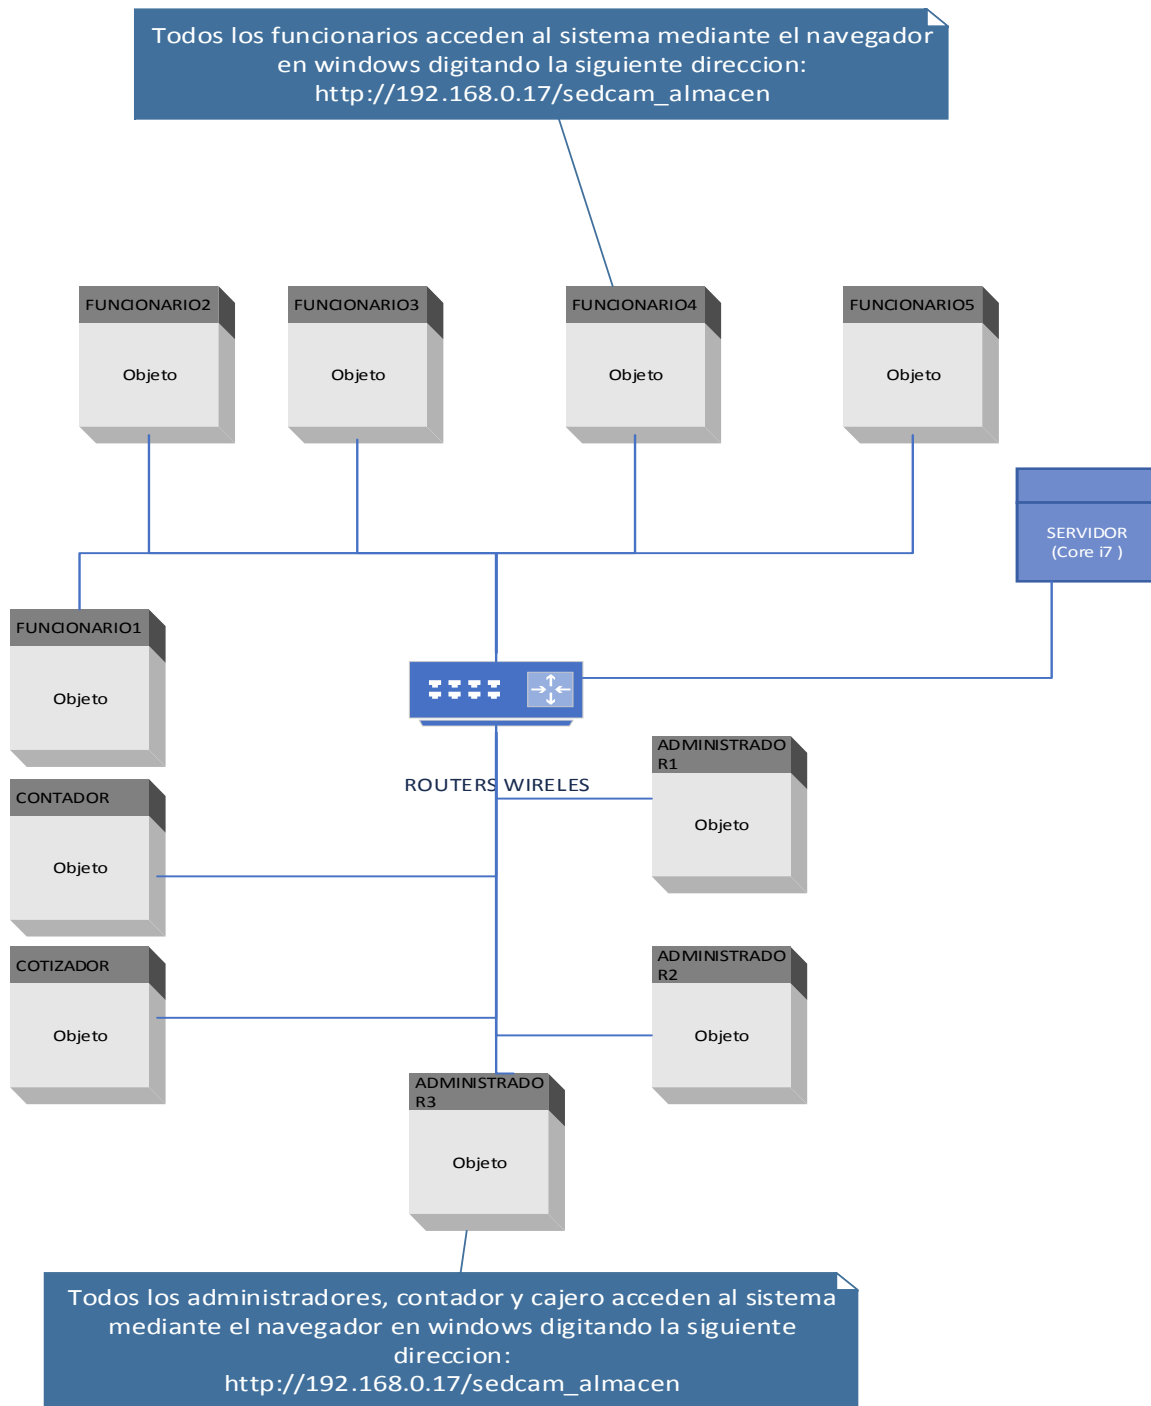 Todos los funcionarios acceden al sistema mediante el navegador
en windows digitando la siguiente direccion:
http://192.168.0.17/sedcam_almacen
FUNCIONARIO2
Objeto
FUNCIONARIO3
Objeto
FUNCIONARIO4
Objeto
FUNCIONARIO5
Objeto
SERVIDOR
(Core i7 )
FUNCIONARIO1
Objeto
ROUTERS WIRELES
ADMINISTRADO
R1
Objeto
CONTADOR
Objeto
COTIZADOR
Objeto
ADMINISTRADO
R2
Objeto
ADMINISTRADO
R3
Objeto
Todos los administradores, contador y cajero acceden al sistema
mediante el navegador en windows digitando la siguiente
direccion:
http://192.168.0.17/sedcam_almacen